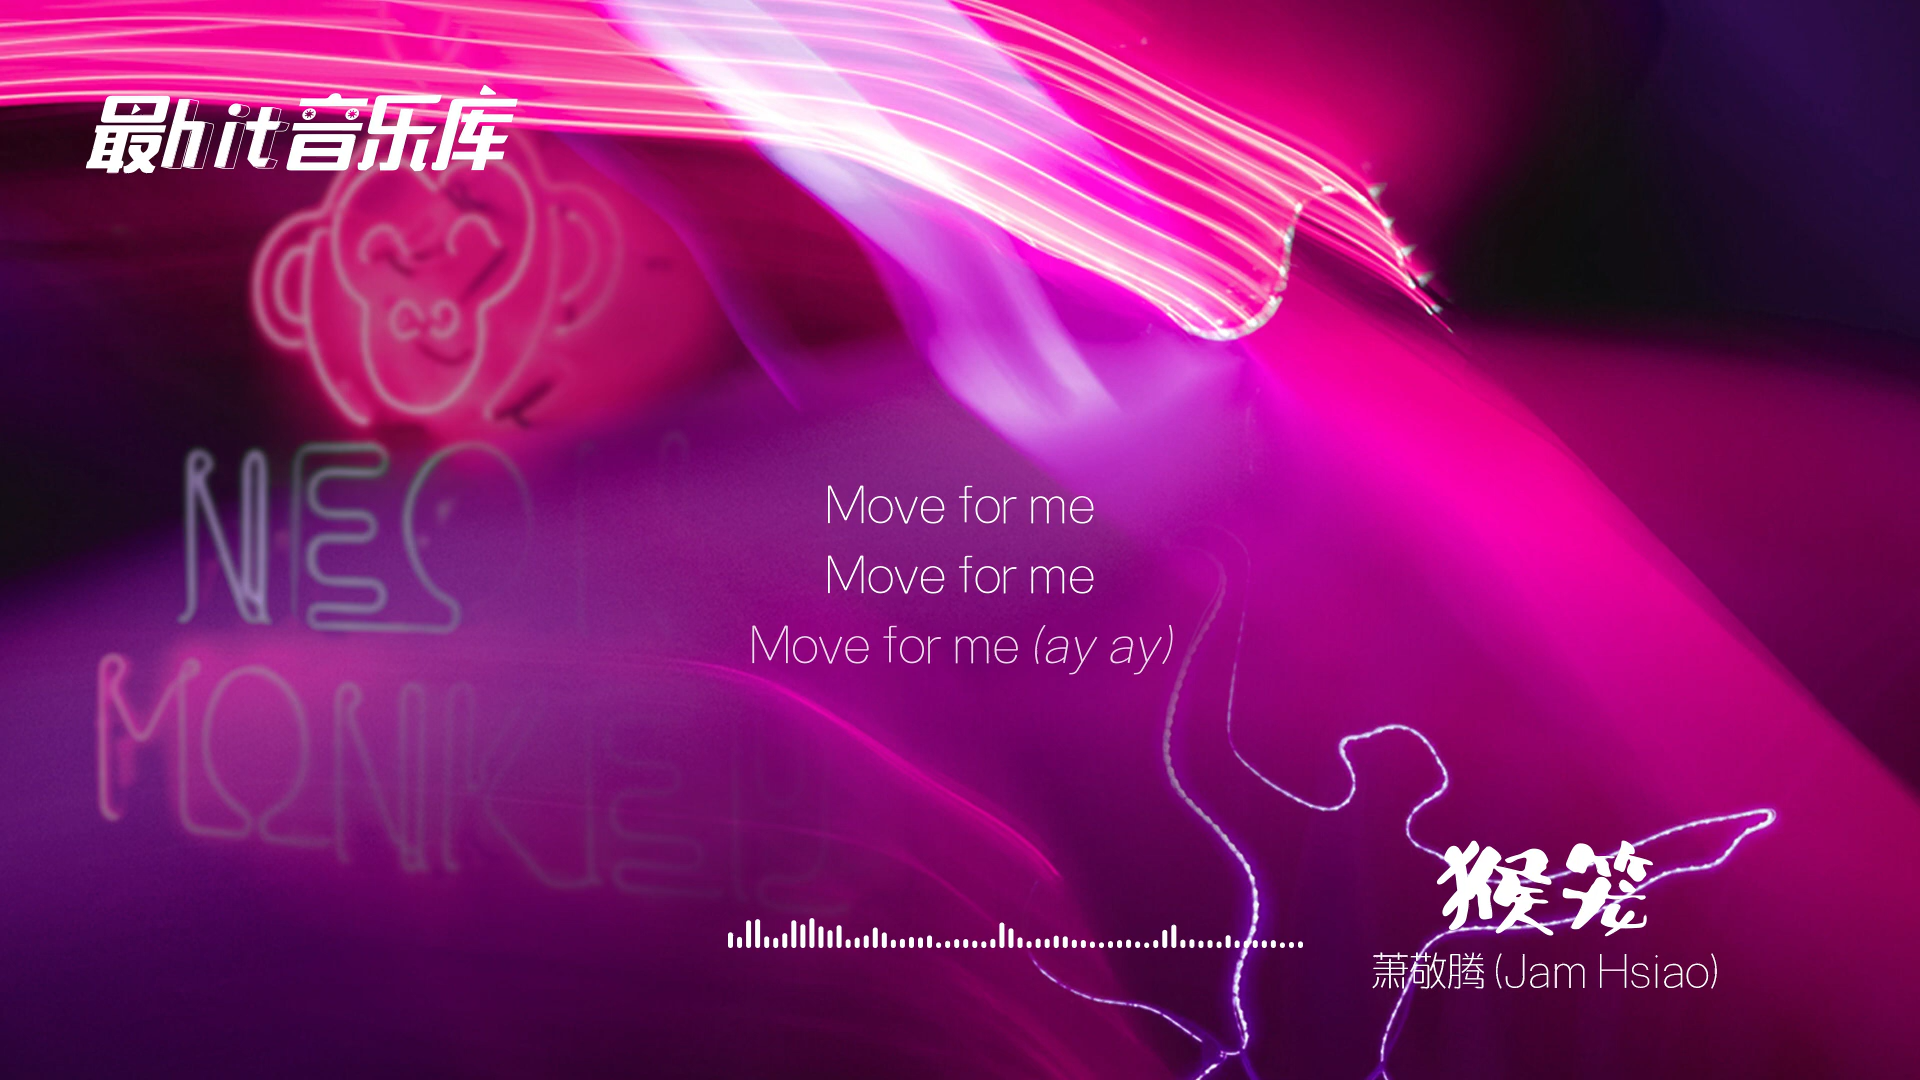 最hit音乐库
NEON
MONKEY
Move for me
Move for me
Move for me (ay ay)
猴笼
萧敬腾 (Jam Hsiao)